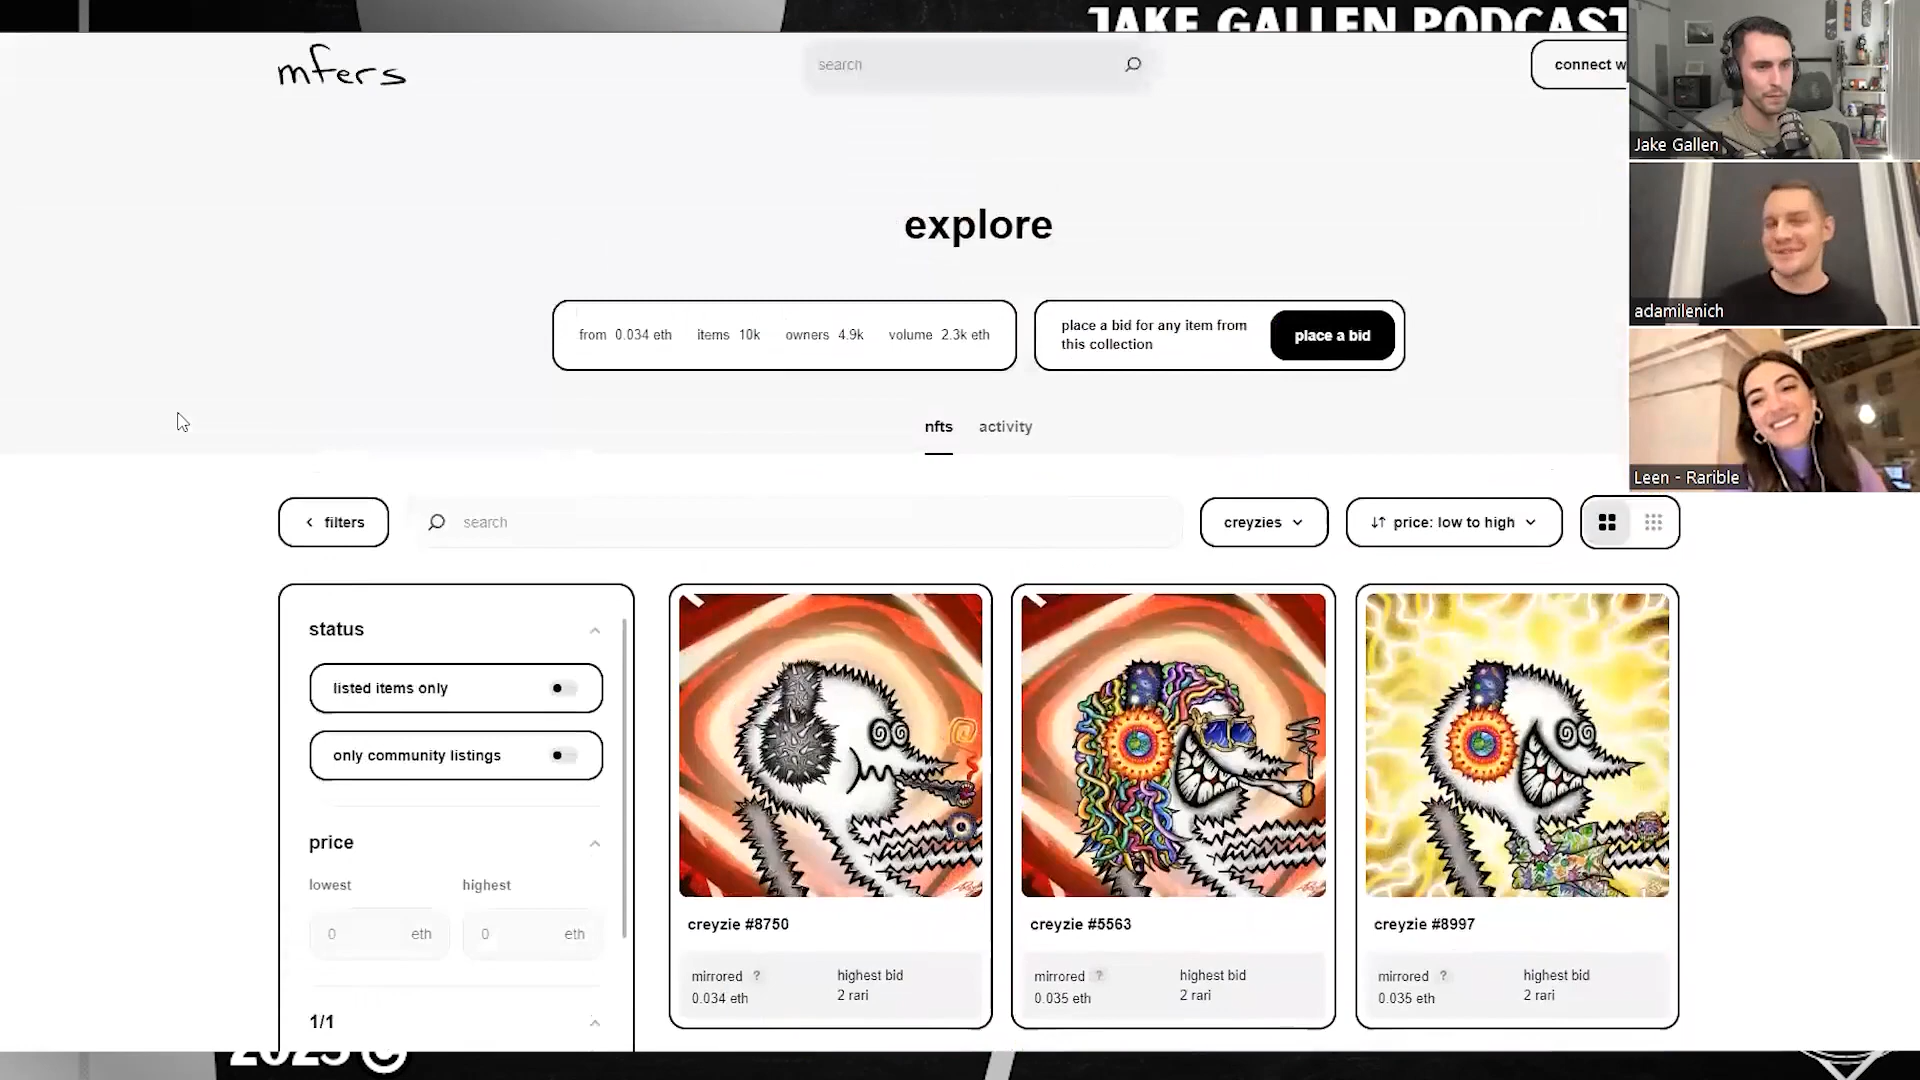 JAKE GALLEN PODCAST
mfers
search
connect w
Jake Gallen
explore
from 0.034 eth items 10k owners 4.9k volume 2.3k eth
place a bid for any item from
this collection
place a bid
adamilenich
nfts activity
Leen - Rarible
filters
search
creyzies
price: low to high
status
listed items only
only community listings
price
lowest highest
0 eth 0 eth
1/1
creyzie #8750
mirrored ? highest bid
0.034 eth 2 rari
creyzie #5563
mirrored ? highest bid
0.035 eth 2 rari
creyzie #8997
mirrored ? highest bid
0.035 eth 2 rari
2023 ©